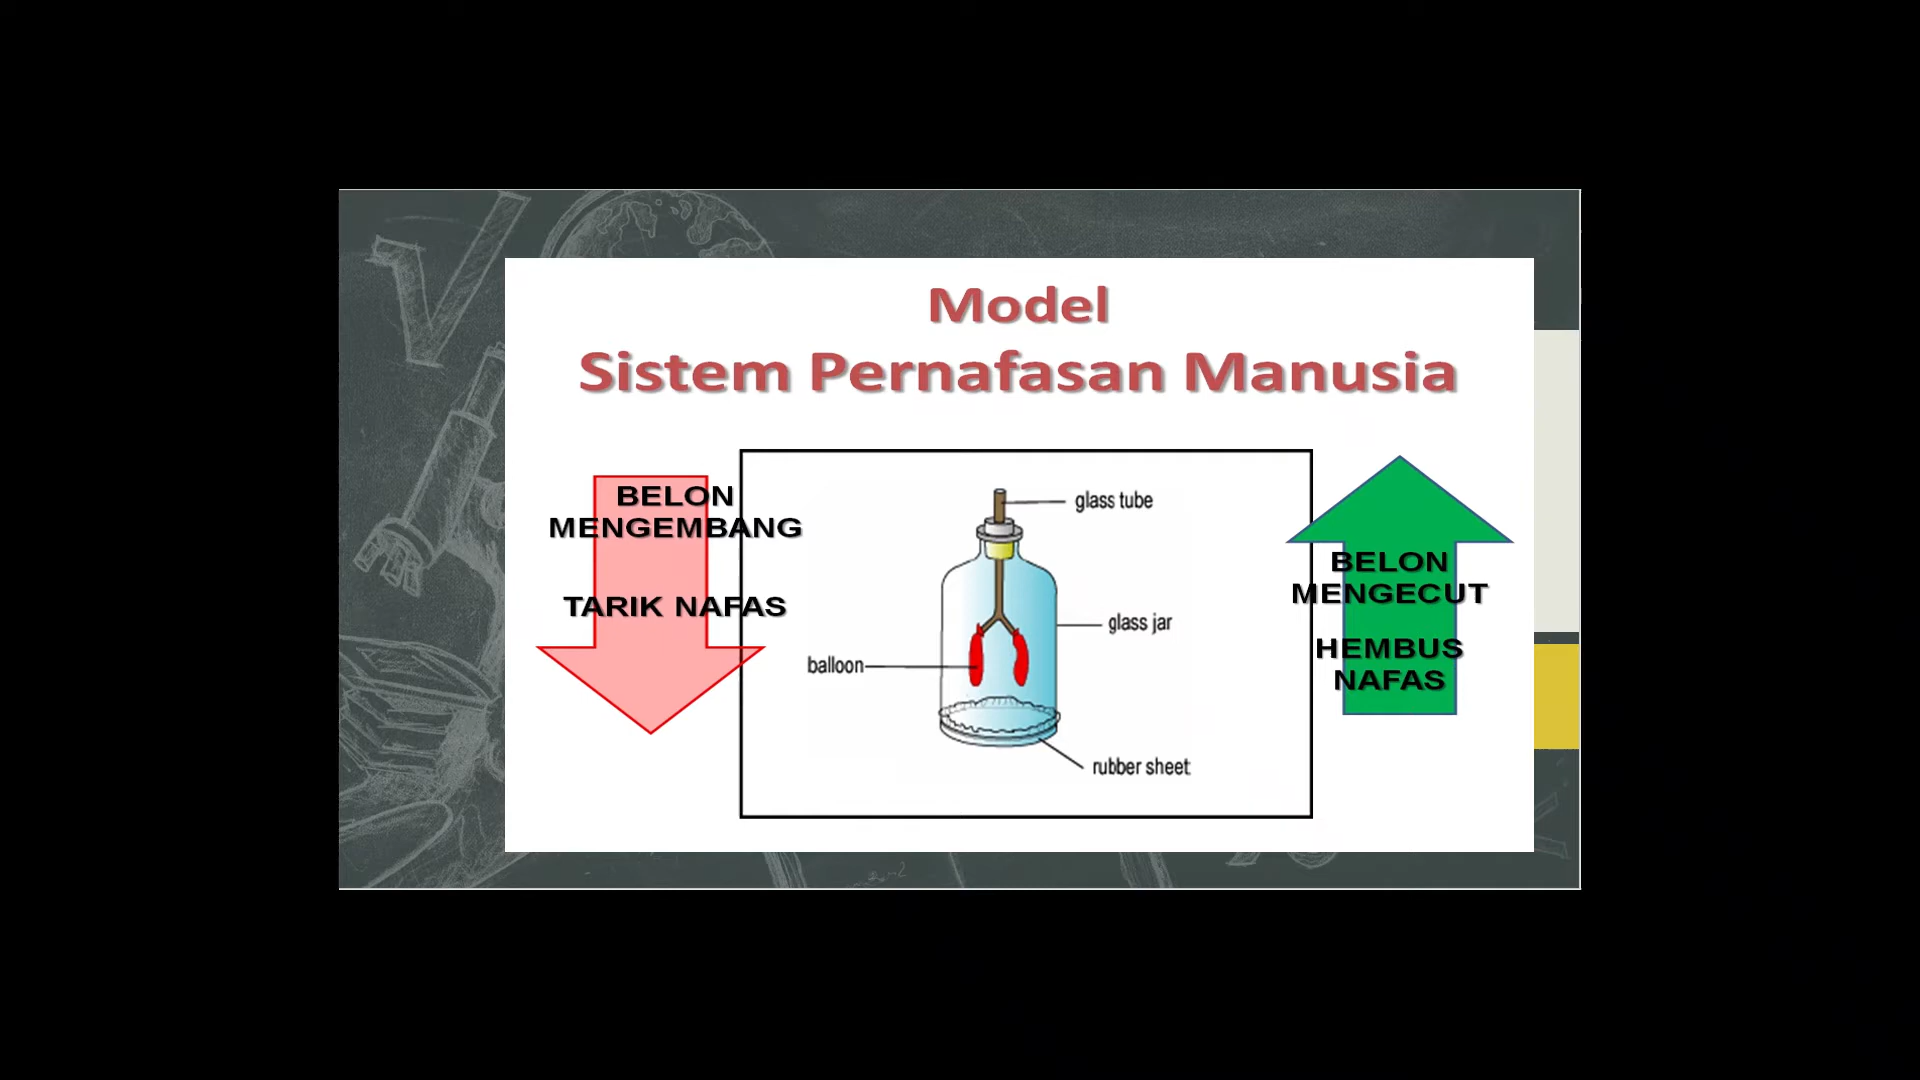 Model
Sistem Pernafasan Manusia
BELON
MENGEMBANG
TARIK NAFAS
glass tube
glass jar
balloon
rubber sheet
BELON
MENGECUT
HEMBUS
NAFAS